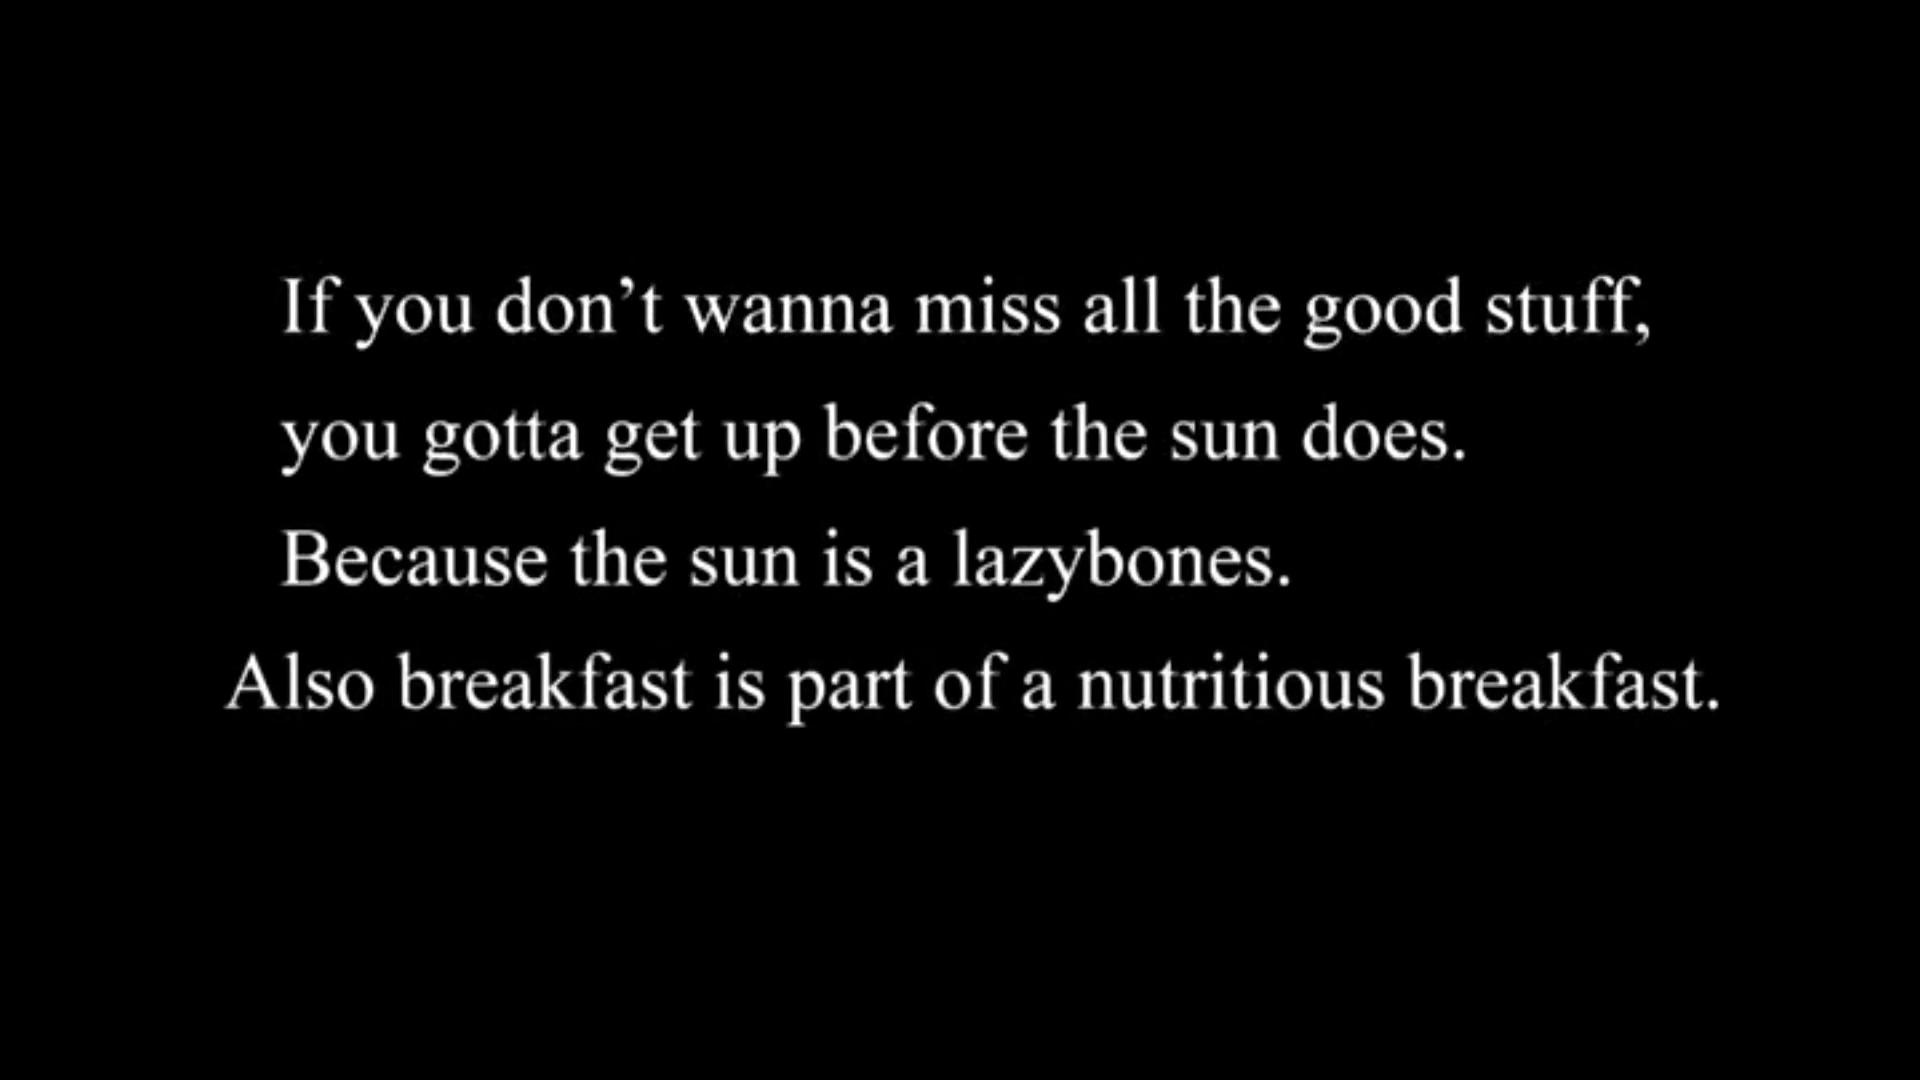 If you don’t wanna miss all the good stuff,
you gotta get up before the sun does.
Because the sun is a lazybones.
Also breakfast is part of a nutritious breakfast.